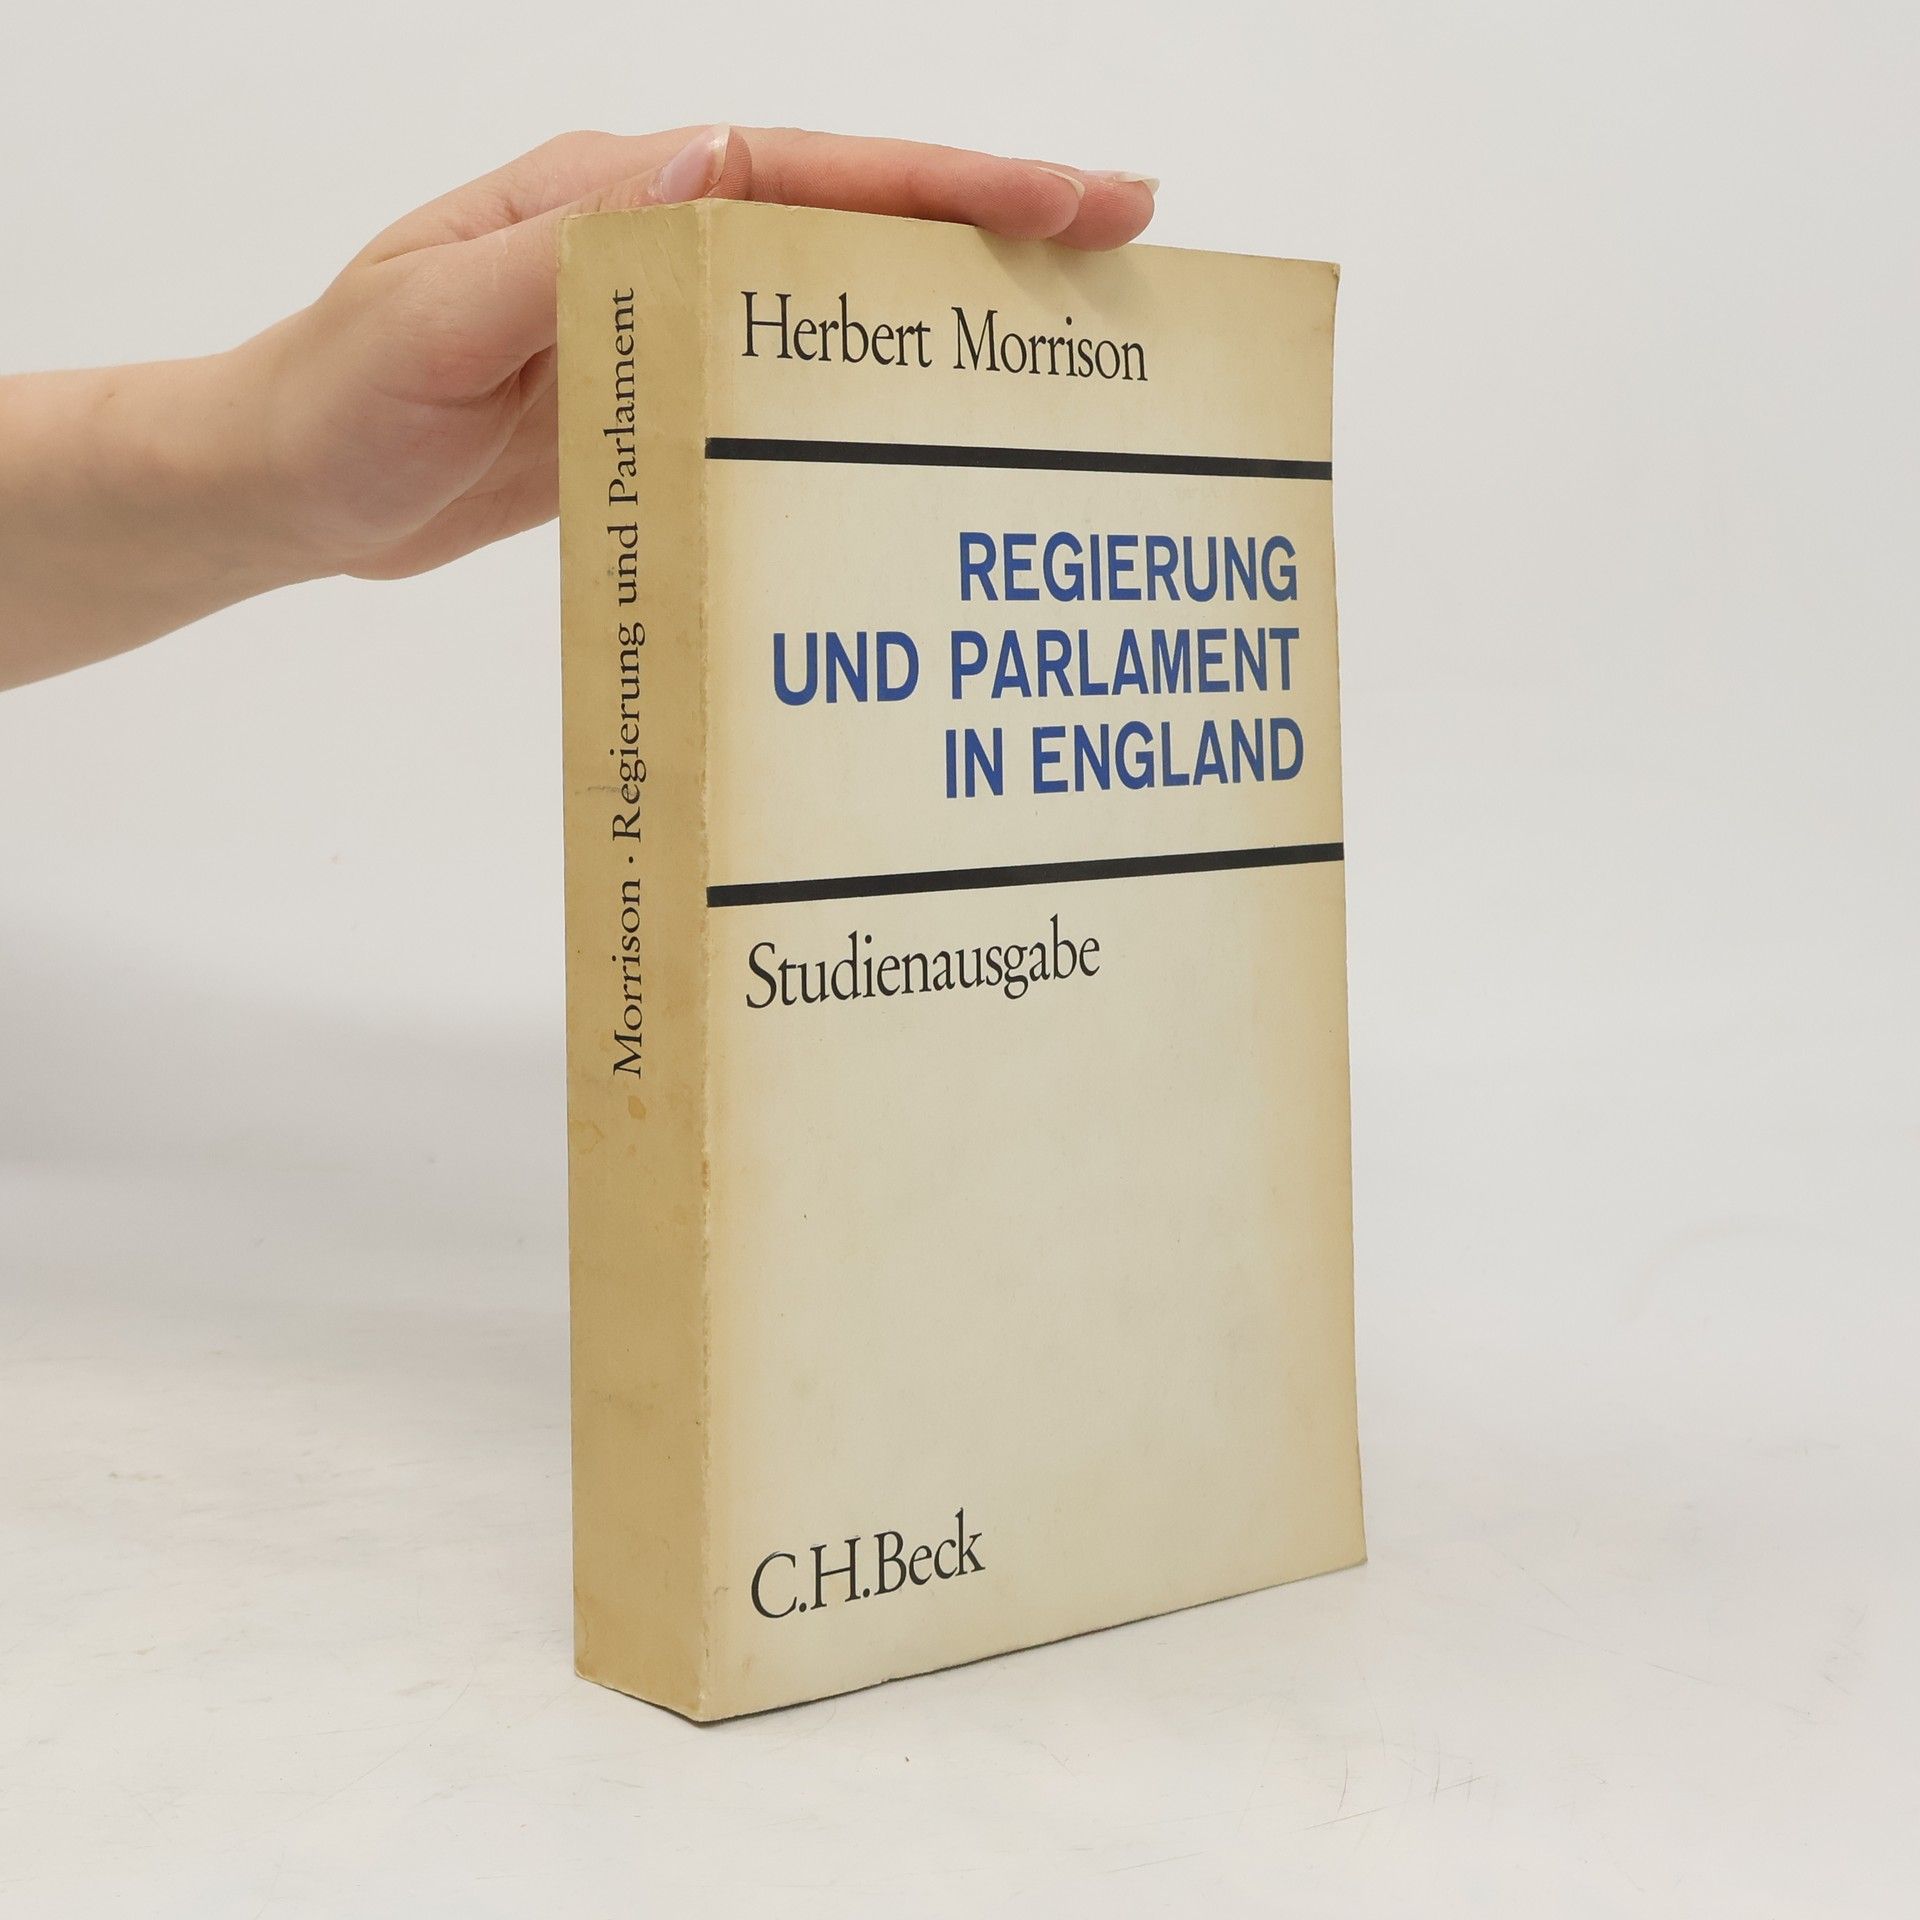 Morrison · Regierung und Parlament
Herbert Morrison
REGIERUNG
UND PARLAMENT
IN ENGLAND
Studienausgabe
C.H.Beck